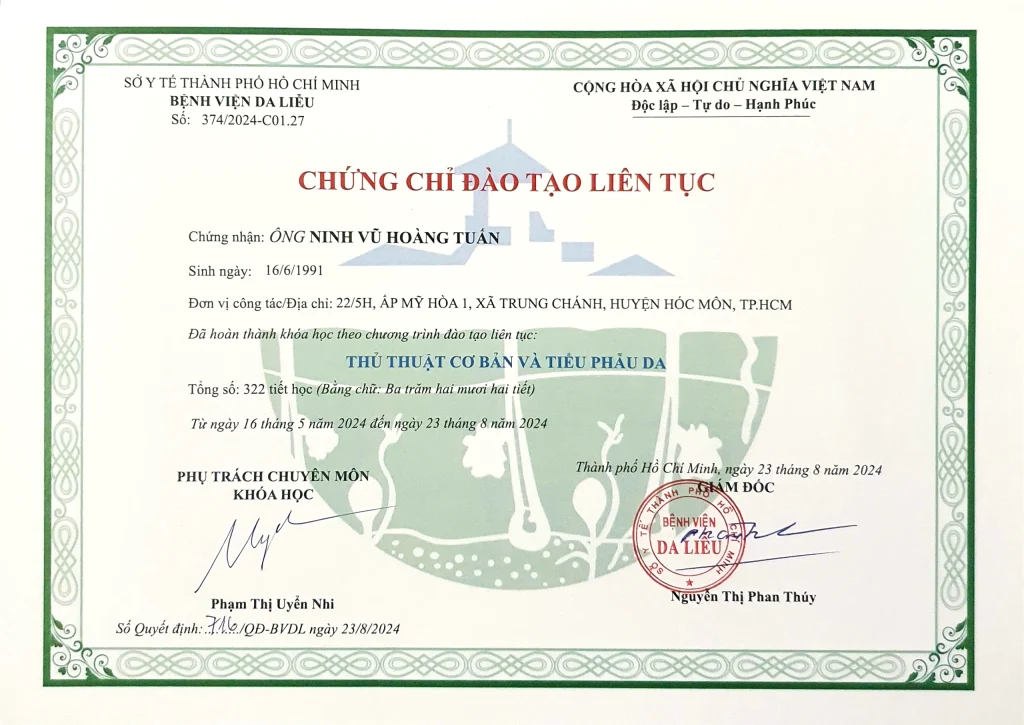 SỞ Y TẾ THÀNH PHỐ HỒ CHÍ MINH
BỆNH VIỆN DA LIỄU
Số: 374/2024-C01.27
CỘNG HÒA XÃ HỘI CHỦ NGHĨA VIỆT NAM
Độc lập – Tự do – Hạnh Phúc
CHỨNG CHỈ ĐÀO TẠO LIÊN TỤC
Chứng nhận: ÔNG NINH VŨ HOÀNG TUẤN
Sinh ngày: 16/6/1991
Đơn vị công tác/Địa chỉ: 22/5H, ẤP MỸ HÒA 1, XÃ TRUNG CHÁNH, HUYỆN HÓC MÔN, TP.HCM
Đã hoàn thành khóa học theo chương trình đào tạo liên tục:
THỦ THUẬT CƠ BẢN VÀ TIỂU PHẪU DA
Tổng số: 322 tiết học (Bằng chữ: Ba trăm hai mươi hai tiết)
Từ ngày 16 tháng 5 năm 2024 đến ngày 23 tháng 8 năm 2024
PHỤ TRÁCH CHUYÊN MÔN
KHÓA HỌC
Phạm Thị Uyển Nhi
Số Quyết định: 716/QĐ-BVDL ngày 23/8/2024
Thành phố Hồ Chí Minh, ngày 23 tháng 8 năm 2024
GIÁM ĐỐC
SỞ Y TẾ THÀNH PHỐ HỒ CHÍ MINH
BỆNH VIỆN
DA LIỄU
Nguyễn Thị Phan Thúy